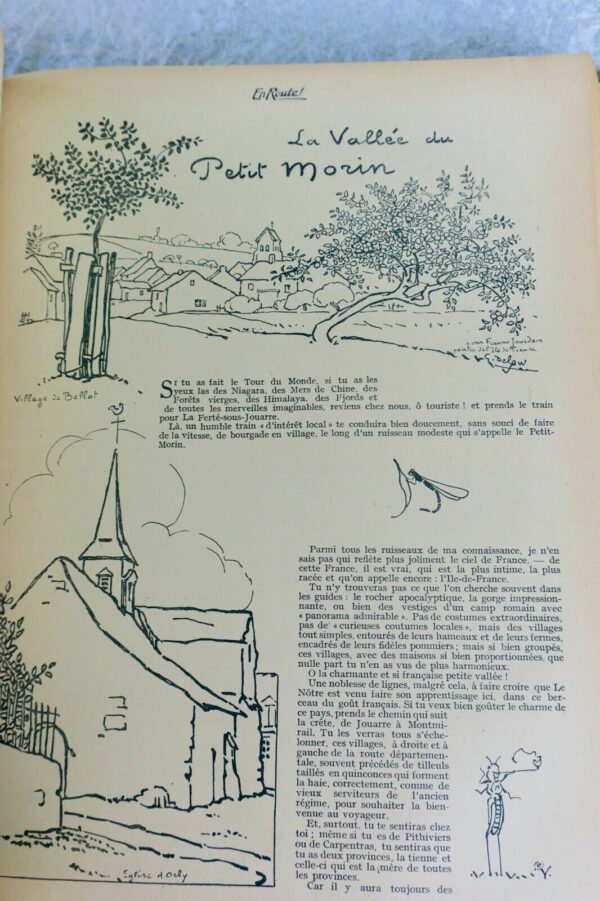 En Route!
La Vallée du
Petit Morin
pour Francis Jourdain
peintre de l'Ile de France
G. Delaw
Village de Bellot
SI tu as fait le Tour du Monde, si tu as les
yeux las des Niagara, des Mers de Chine, des
Forêts vierges, des Himalaya, des Fjords et
de toutes les merveilles imaginables, reviens chez nous, ô touriste ! et prends le train
pour La Ferté-sous-Jouarre.
Là, un humble train « d'intérêt local » te conduira bien doucement, sans souci de faire
de la vitesse, de bourgade en village, le long d'un ruisseau modeste qui s'appelle le Petit-
Morin.
Parmi tous les ruisseaux de ma connaissance, je n'en
sais pas qui reflète plus joliment le ciel de France. — de
cette France, il est vrai, qui est la plus intime, la plus
racée et qu'on appelle encore : l'Ile-de-France.
Tu n'y trouveras pas ce que l'on cherche souvent dans
les guides : le rocher apocalyptique, la gorge impression-
nante, ou bien des vestiges d'un camp romain avec
« panorama admirable ». Pas de costumes extraordinaires,
pas de « curieuses coutumes locales », mais des villages
tout simples, entourés de leurs hameaux et de leurs fermes,
encadrés de leurs fidèles pommiers ; mais si bien groupés,
ces villages, avec des maisons si bien proportionnées, que
nulle part tu n'en as vus de plus harmonieux.
O la charmante et si française petite vallée !
Une noblesse de lignes, malgré cela, à faire croire que Le
Nôtre est venu faire son apprentissage ici, dans ce ber-
ceau du goût français. Si tu veux bien goûter le charme de
ce pays, prends le chemin qui suit
la crête, de Jouarre à Montmi-
rail. Tu les verras tous s'éche-
lonner, ces villages, à droite et à
gauche de la route départemen-
tale, souvent précédés de tilleuls
taillés en quinconces qui forment
la haie, correctement, comme de
vieux serviteurs de l'ancien
régime, pour souhaiter la bien-
venue au voyageur.
Et, surtout, tu te sentiras chez
toi ; même si tu es de Pithiviers
ou de Carpentras, tu sentiras que
tu as deux provinces, la tienne et
celle-ci qui est la mère de toutes
les provinces.
Car il y aura toujours des
Eglise d'Orly